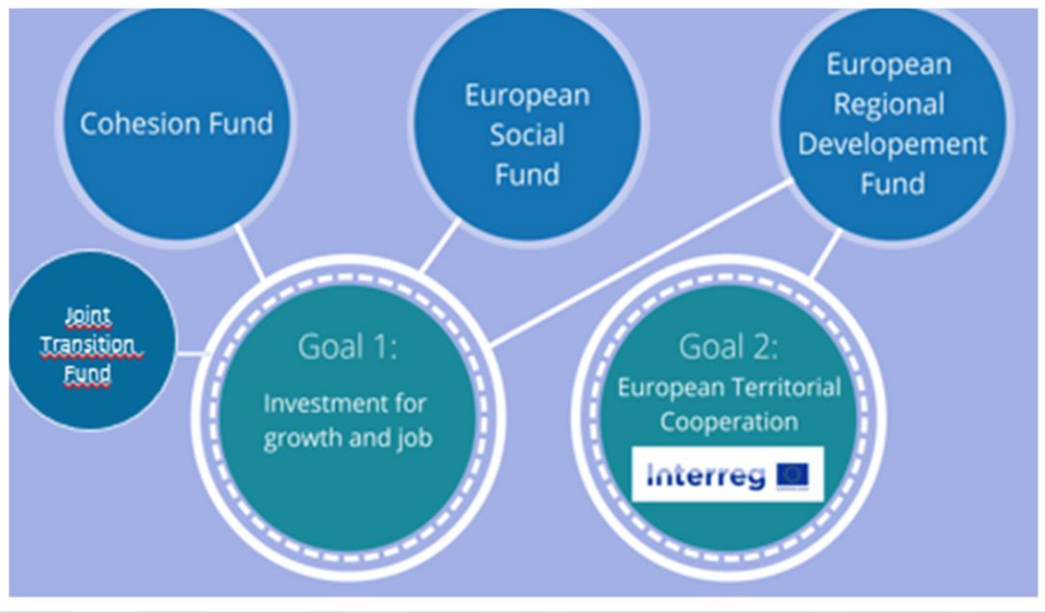 Cohesion Fund
European
Social
Fund
European
Regional
Developement
Fund
Joint
Transition
Fund
Goal 1:
Investment for
growth and job
Goal 2:
European Territorial
Cooperation
Interreg